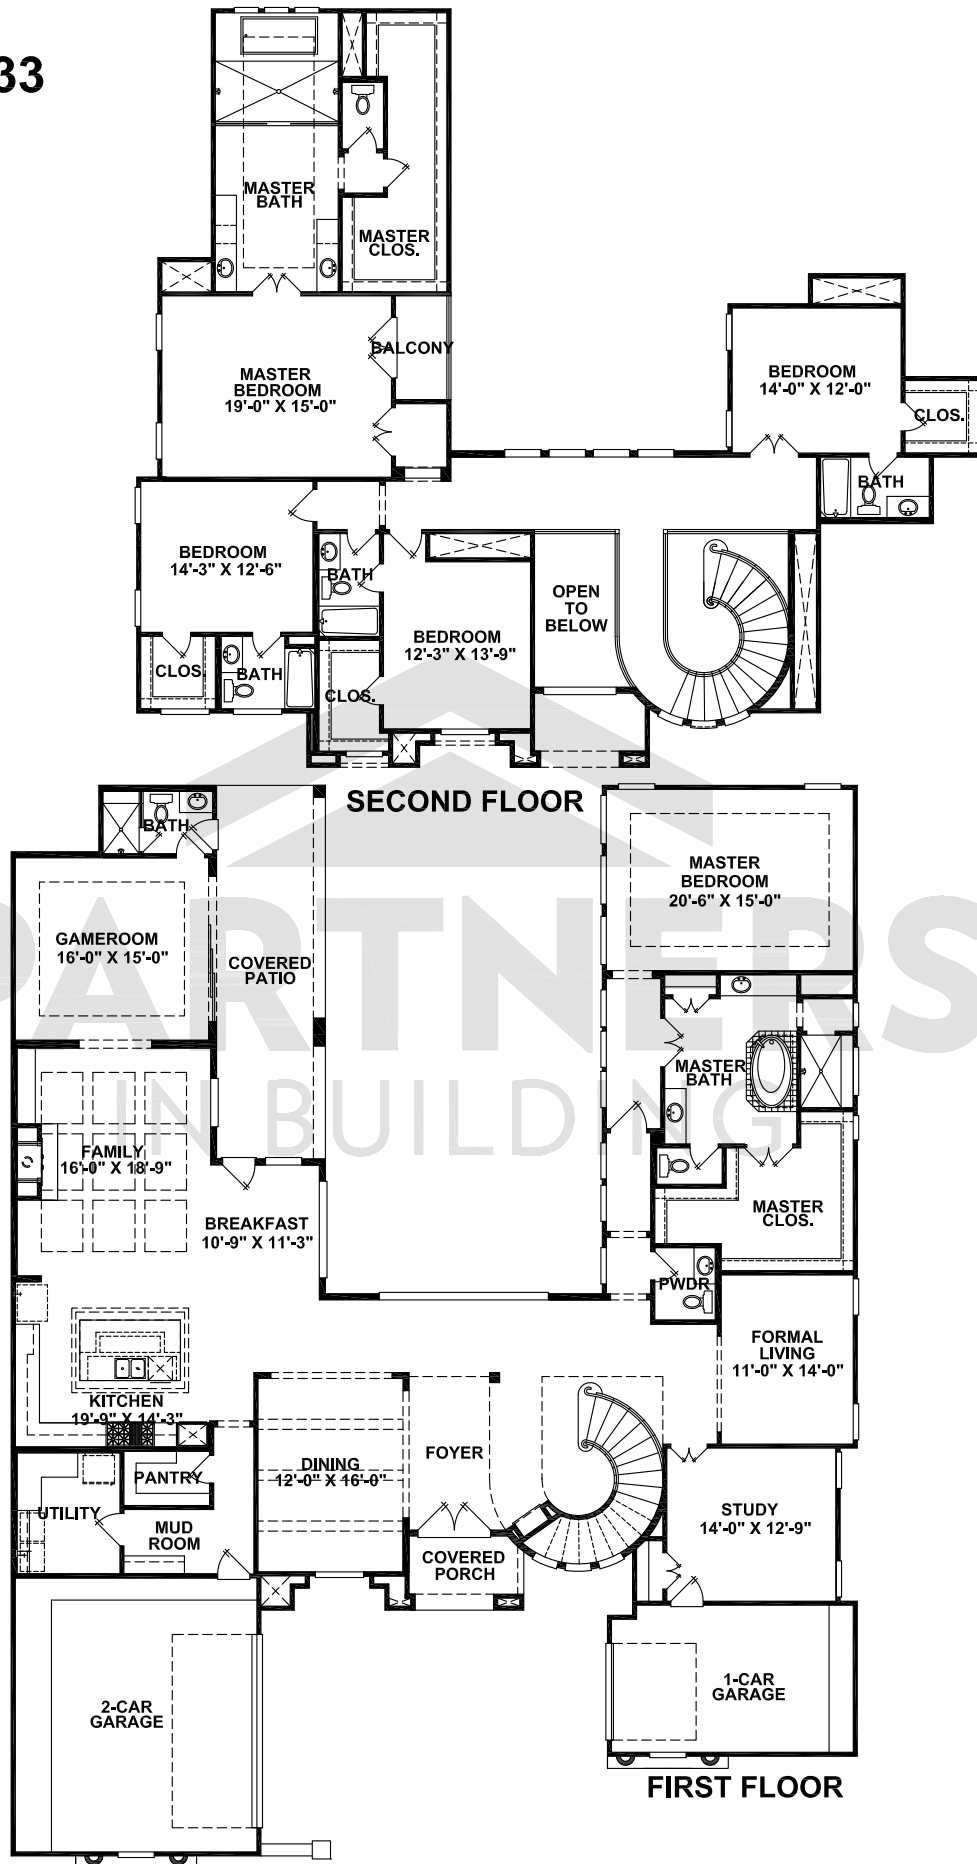 33
MASTER
BATH
MASTER
CLOS.
BALCONY
MASTER
BEDROOM
19'-0" X 15'-0"
BEDROOM
14'-0" X 12'-0"
CLOS.
BATH
BEDROOM
14'-3" X 12'-6"
BATH
OPEN
TO
BELOW
BEDROOM
12'-3" X 13'-9"
CLOS.
BATH
CLOS.
SECOND FLOOR
BATH
MASTER
BEDROOM
20'-6" X 15'-0"
GAMEROOM
16'-0" X 15'-0"
COVERED
PATIO
PARTNERS
IN BUILDING
MASTER
BATH
FAMILY
16'-0" X 18'-9"
BREAKFAST
10'-9" X 11'-3"
MASTER
CLOS.
PWDR
FORMAL
LIVING
11'-0" X 14'-0"
KITCHEN
19'-9" X 14'-3"
PANTRY
DINING
12'-0" X 16'-0"
FOYER
UTILITY
MUD
ROOM
STUDY
14'-0" X 12'-9"
COVERED
PORCH
2-CAR
GARAGE
1-CAR
GARAGE
FIRST FLOOR